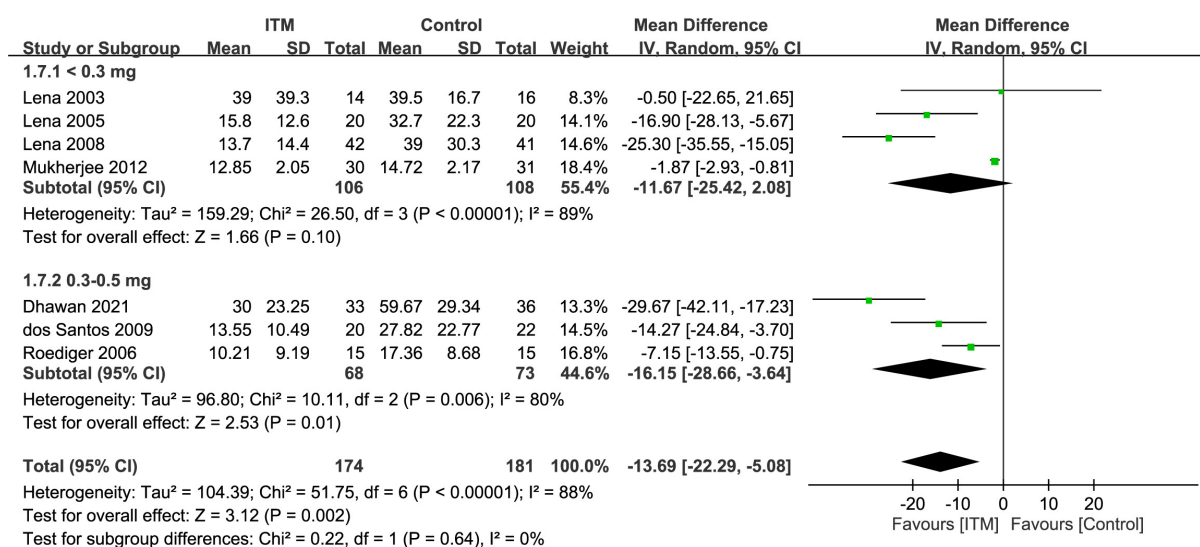 ITM Control Mean Difference Mean Difference
Study or Subgroup Mean SD Total Mean SD Total Weight IV, Random, 95% CI IV, Random, 95% CI
1.7.1 < 0.3 mg
Lena 2003 39 39.3 14 39.5 16.7 16 8.3% -0.50 [-22.65, 21.65]
Lena 2005 15.8 12.6 20 32.7 22.3 20 14.1% -16.90 [-28.13, -5.67]
Lena 2008 13.7 14.4 42 39 30.3 41 14.6% -25.30 [-35.55, -15.05]
Mukherjee 2012 12.85 2.05 30 14.72 2.17 31 18.4% -1.87 [-2.93, -0.81]
Subtotal (95% CI) 106 108 55.4% -11.67 [-25.42, 2.08]
Heterogeneity: Tau² = 159.29; Chi² = 26.50, df = 3 (P < 0.00001); I² = 89%
Test for overall effect: Z = 1.66 (P = 0.10)
1.7.2 0.3-0.5 mg
Dhawan 2021 30 23.25 33 59.67 29.34 36 13.3% -29.67 [-42.11, -17.23]
dos Santos 2009 13.55 10.49 20 27.82 22.77 22 14.5% -14.27 [-24.84, -3.70]
Roediger 2006 10.21 9.19 15 17.36 8.68 15 16.8% -7.15 [-13.55, -0.75]
Subtotal (95% CI) 68 73 44.6% -16.15 [-28.66, -3.64]
Heterogeneity: Tau² = 96.80; Chi² = 10.11, df = 2 (P = 0.006); I² = 80%
Test for overall effect: Z = 2.53 (P = 0.01)
Total (95% CI) 174 181 100.0% -13.69 [-22.29, -5.08]
Heterogeneity: Tau² = 104.39; Chi² = 51.75, df = 6 (P < 0.00001); I² = 88%
Test for overall effect: Z = 3.12 (P = 0.002)
Test for subgroup differences: Chi² = 0.22, df = 1 (P = 0.64), I² = 0%
-20 -10 0 10 20
Favours [ITM] Favours [Control]